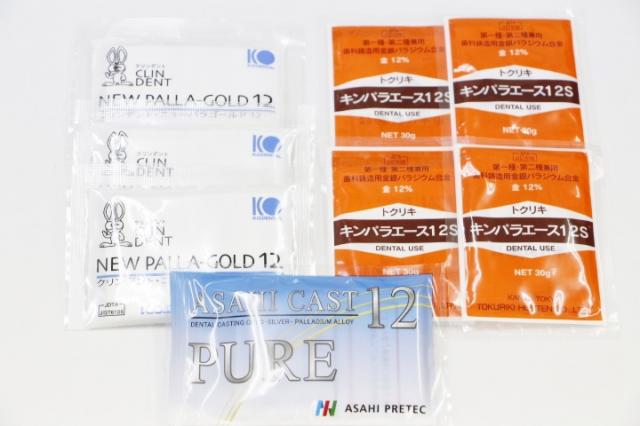 クリンデント
CLIN
DENT
NEW PALLA-GOLD 12
クリンデント
CLIN
DENT
CLIN
DENT
NEW PALLA-GOLD 12
第一種・第二種兼用
歯科鋳造用金銀パラジウム合金
金 12%
トクリキ
キンパラエース12S
DENTAL USE
NET 30g
第一種・第二種兼用
歯科鋳造用金銀パラジウム合金
金 12%
トクリキ
キンパラエース12S
DENTAL USE
NET 30g
第一種・第二種兼用
歯科鋳造用金銀パラジウム合金
金 12%
トクリキ
キンパラエース12S
DENTAL USE
NET 30g
第一種・第二種兼用
歯科鋳造用金銀パラジウム合金
金 12%
トクリキ
キンパラエース12S
DENTAL USE
NET 30g
ASAHI CAST 12
DENTAL CASTING GOLD-SILVER-PALLADIUM ALLOY
PURE
ASAHI PRETEC